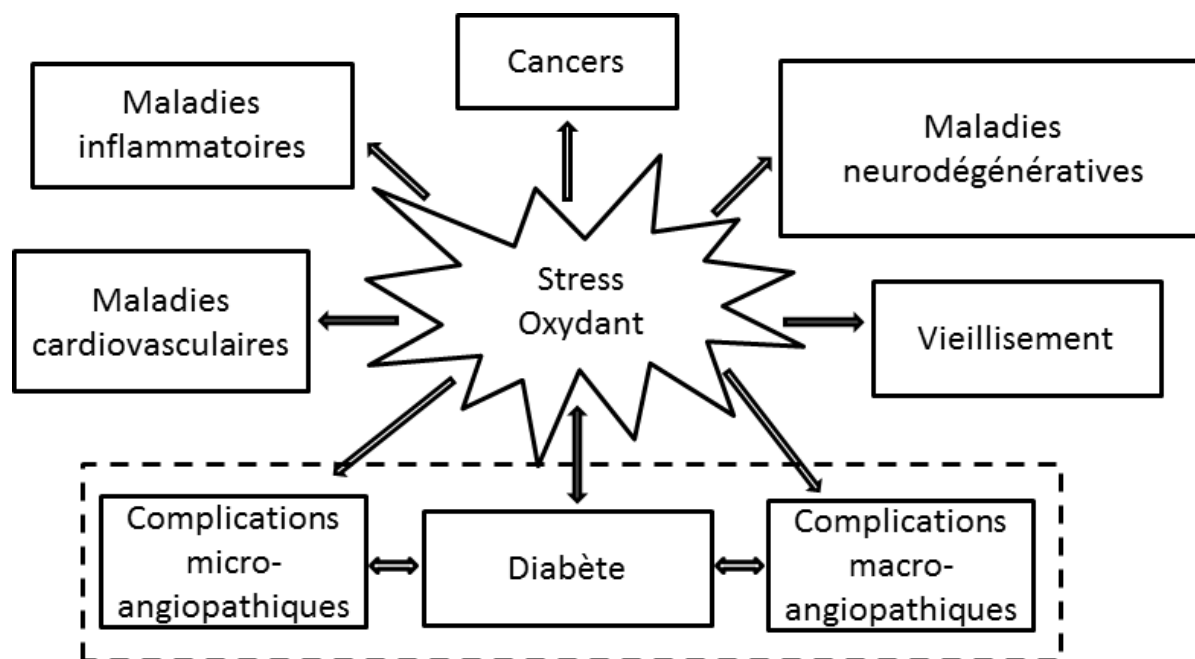 Cancers
Maladies
inflammatoires
Maladies
neurodégénératives
Stress
Oxydant
Maladies
cardiovasculaires
Vieillisement
Complications
micro-
angiopathiques
Diabète
Complications
macro-
angiopathiques